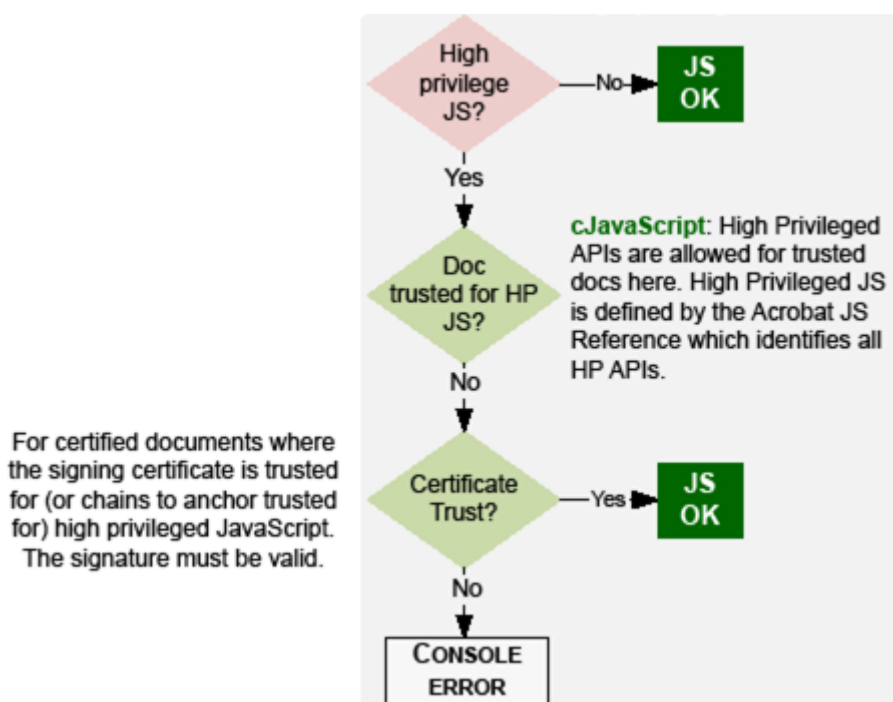 High
privilege
JS?
No
JS
OK
Yes
Doc
trusted for HP
JS?
cJavaScript: High Privileged
APIs are allowed for trusted
docs here. High Privileged JS
is defined by the Acrobat JS
Reference which identifies all
HP APIs.
No
For certified documents where
the signing certificate is trusted
for (or chains to anchor trusted
for) high privileged JavaScript.
The signature must be valid.
Certificate
Trust?
Yes
JS
OK
No
CONSOLE
ERROR